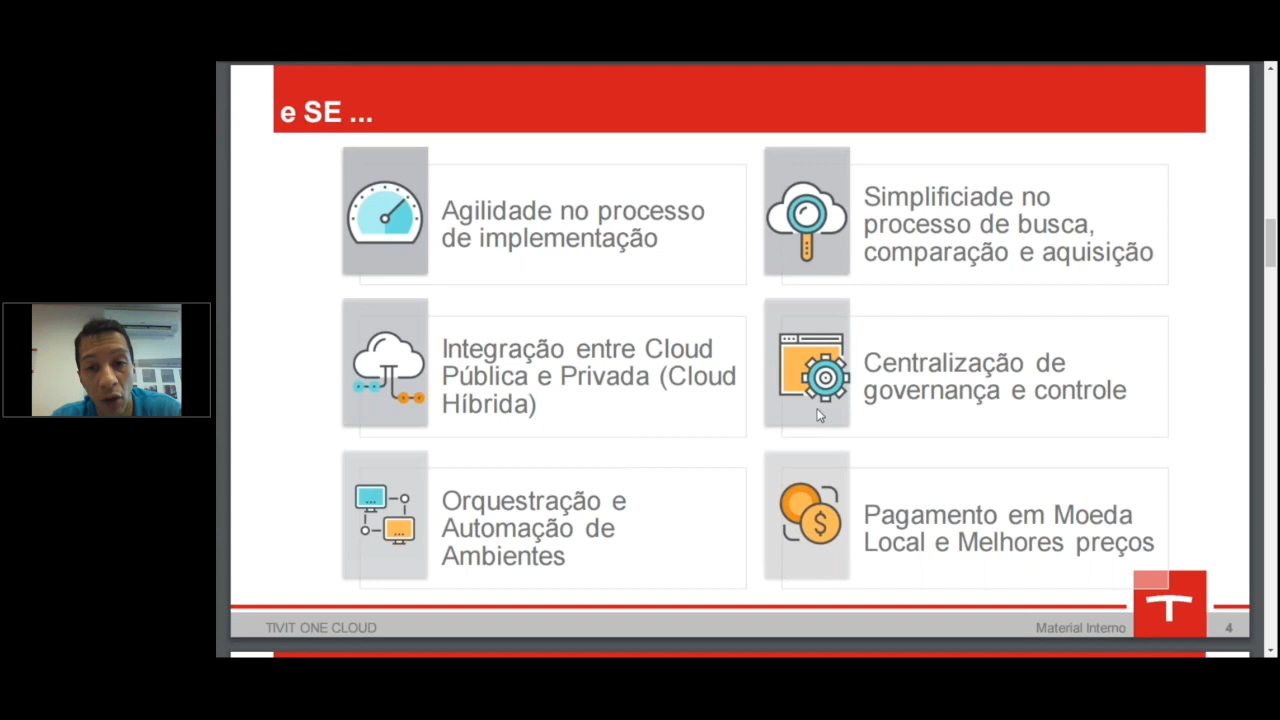 e SE ...
Agilidade no processo
de implementação
Simplificiade no
processo de busca,
comparação e aquisição
Integração entre Cloud
Pública e Privada (Cloud
Híbrida)
Centralização de
governança e controle
Orquestração e
Automação de
Ambientes
$
Pagamento em Moeda
Local e Melhores preços
TIVIT ONE CLOUD
Material Interno
4